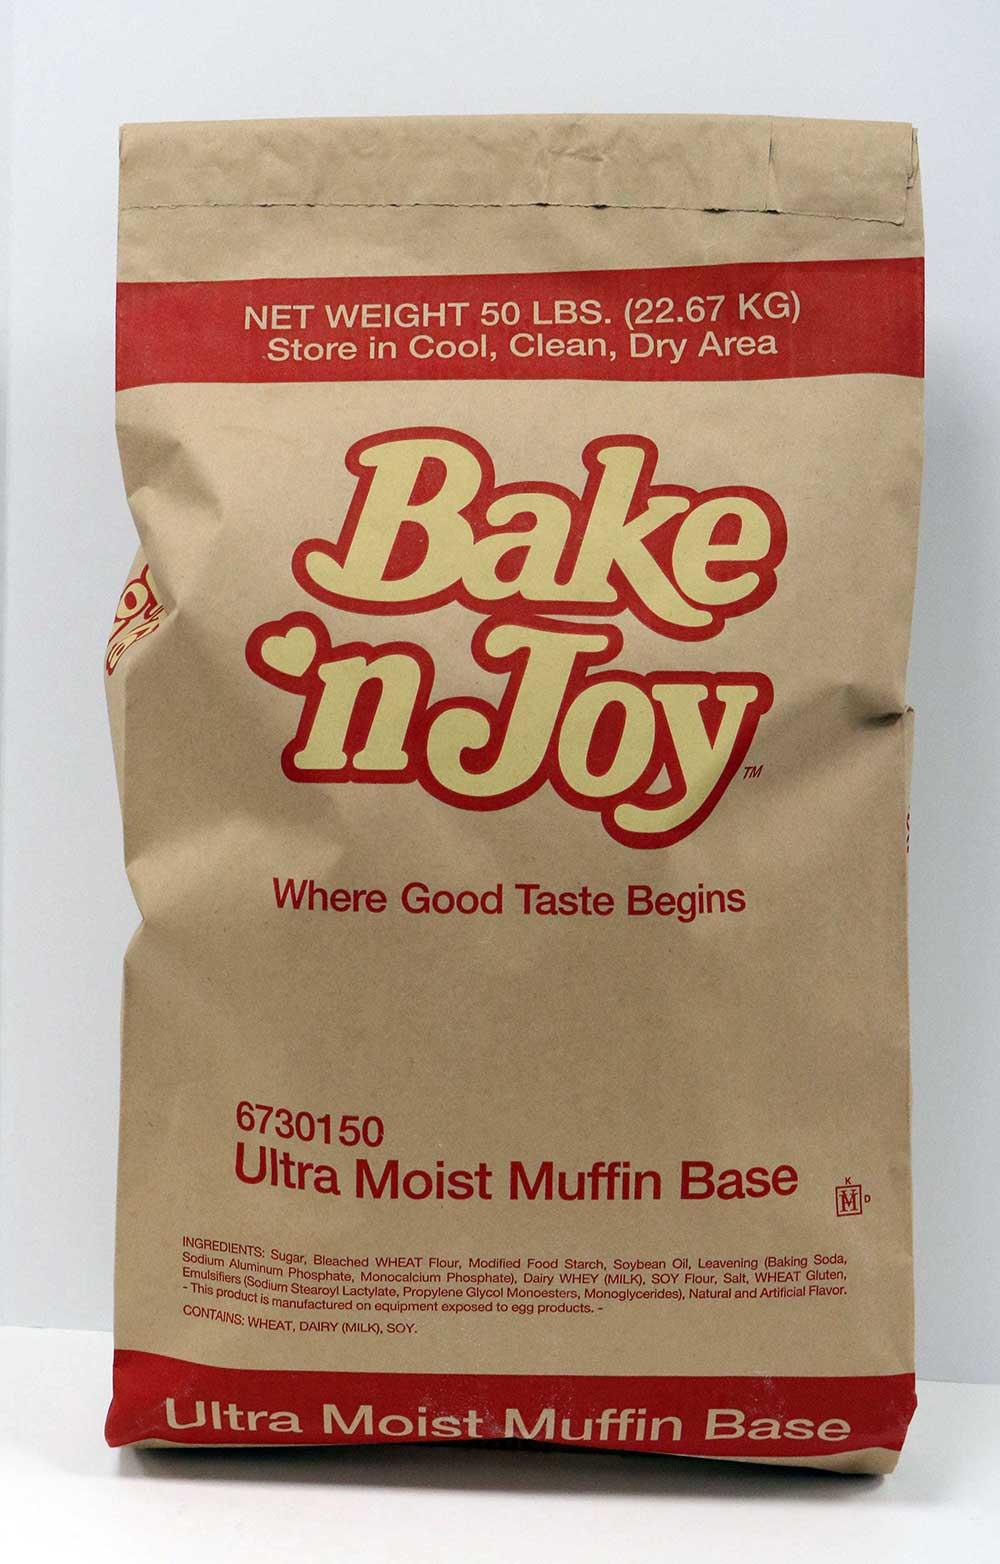 NET WEIGHT 50 LBS. (22.67 KG)
Store in Cool, Clean, Dry Area
Bake
'n Joy
TM
Where Good Taste Begins
6730150
Ultra Moist Muffin Base
K
M D
INGREDIENTS: Sugar, Bleached WHEAT Flour, Modified Food Starch, Soybean Oil, Leavening (Baking Soda,
Sodium Aluminum Phosphate, Monocalcium Phosphate), Dairy WHEY (MILK), SOY Flour, Salt, WHEAT Gluten,
Emulsifiers (Sodium Stearoyl Lactylate, Propylene Glycol Monoesters, Monoglycerides), Natural and Artificial Flavor.
- This product is manufactured on equipment exposed to egg products. -
CONTAINS: WHEAT, DAIRY (MILK), SOY.
Ultra Moist Muffin Base